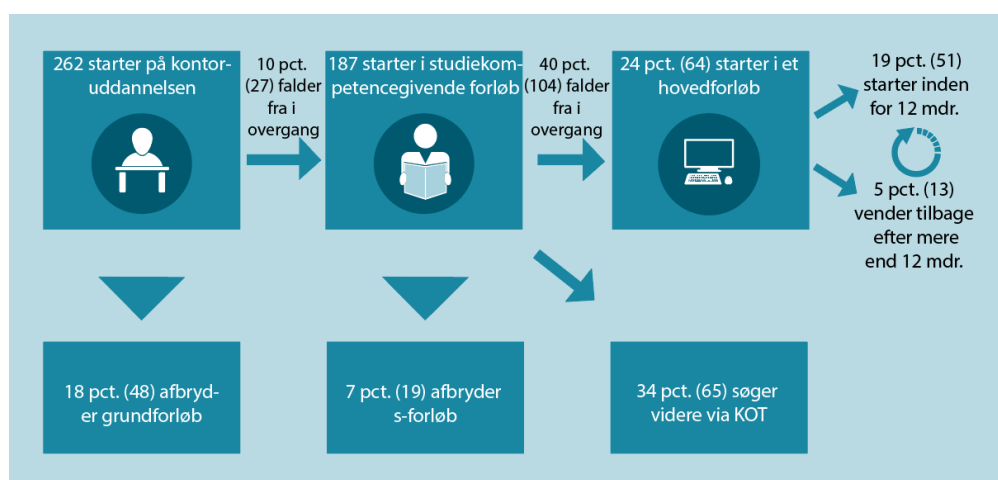 262 starter på kontor-
uddannelsen
10 pct.
(27) falder
fra i
overgang
187 starter i studiekom-
petencegivende forløb
40 pct.
(104) falder
fra i
overgang
24 pct. (64) starter i et
hovedforløb
19 pct. (51)
starter inden
for 12 mdr.
5 pct. (13)
vender tilbage
efter mere
end 12 mdr.
18 pct. (48) afbryd-
er grundforløb
7 pct. (19) afbryder
s-forløb
34 pct. (65) søger
videre via KOT